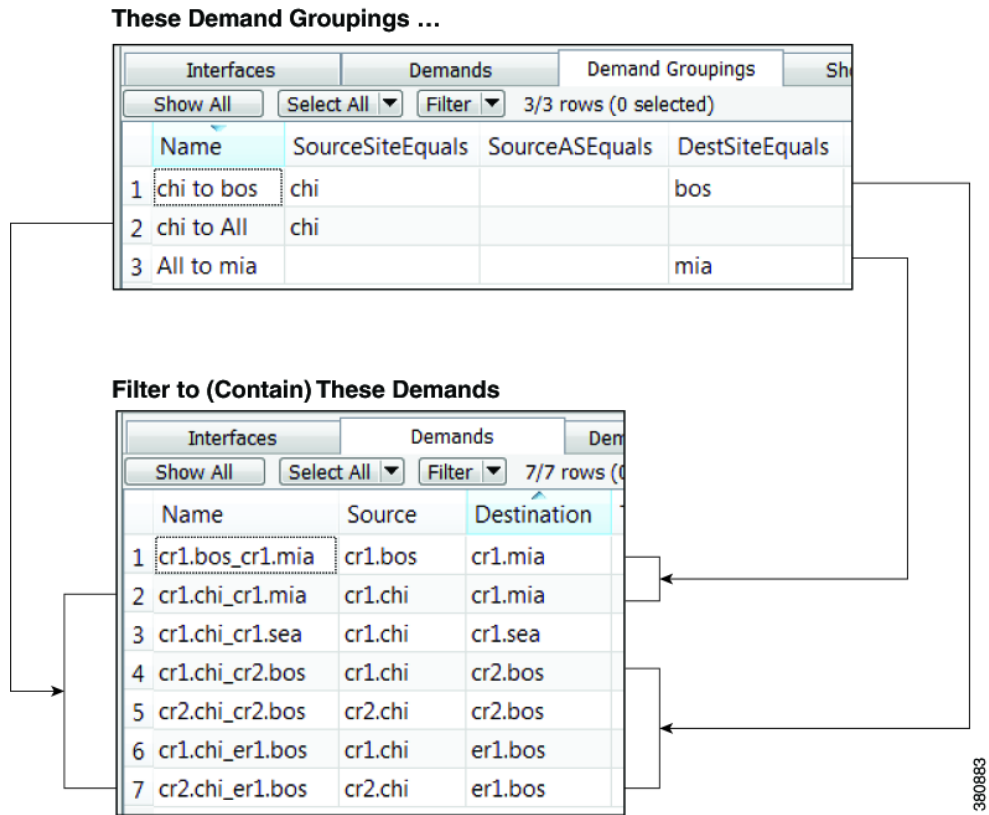 These Demand Groupings …
Interfaces Demands Demand Groupings Sh
Show All Select All Filter 3/3 rows (0 selected)
Name SourceSiteEquals SourceASEquals DestSiteEquals
1 chi to bos chi bos
2 chi to All chi
3 All to mia mia
Filter to (Contain) These Demands
Interfaces Demands Dem
Show All Select All Filter 7/7 rows (0
Name Source Destination
1 cr1.bos_cr1.mia cr1.bos cr1.mia
2 cr1.chi_cr1.mia cr1.chi cr1.mia
3 cr1.chi_cr1.sea cr1.chi cr1.sea
4 cr1.chi_cr2.bos cr1.chi cr2.bos
5 cr2.chi_cr2.bos cr2.chi cr2.bos
6 cr1.chi_er1.bos cr1.chi er1.bos
7 cr2.chi_er1.bos cr2.chi er1.bos
380883